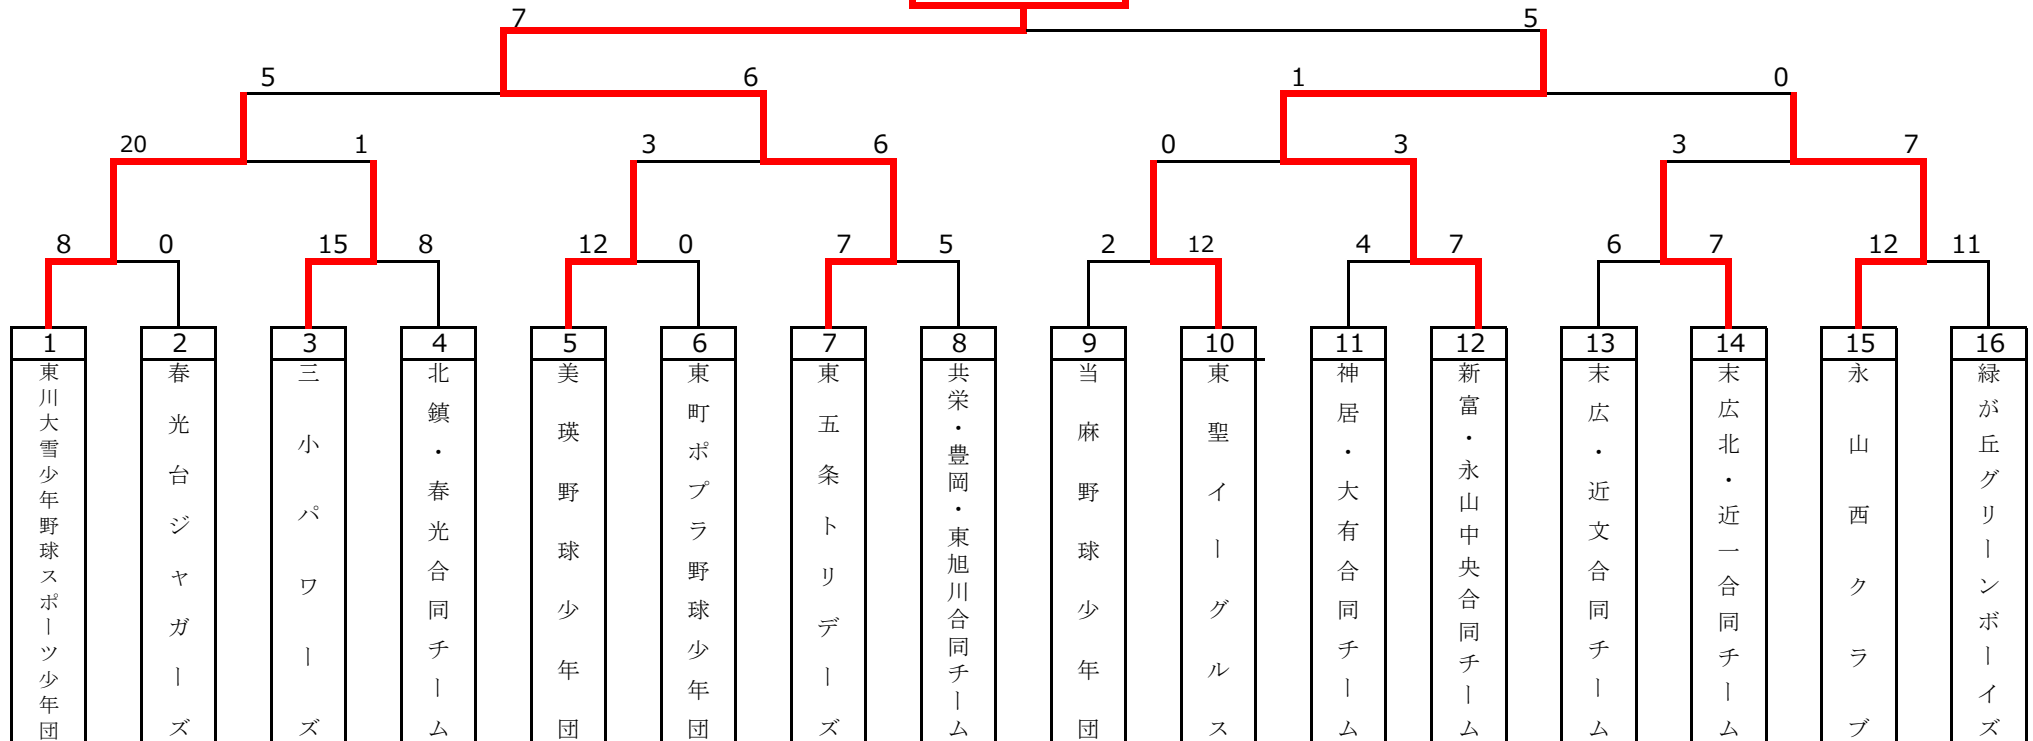 7 5
5 6 1 0
20 1 3 6 0 3 3 7
8 0 15 8 12 0 7 5 2 12 4 7 6 7 12 11
1 2 3 4 5 6 7 8 9 10 11 12 13 14 15 16
東川大雪少年野球スポーツ少年団
春光台ジャガーズ
三小パワーズ
北鎮・春光合同チーム
美瑛野球少年団
東町ポプラ野球少年団
東五条トリデーズ
共栄・豊岡・東旭川合同チーム
当麻野球少年団
東聖イーグルス
神居・大有合同チーム
新富・永山中央合同チーム
末広・近文合同チーム
末広北・近一合同チーム
永山西クラブ
緑が丘グリーンボーイズ